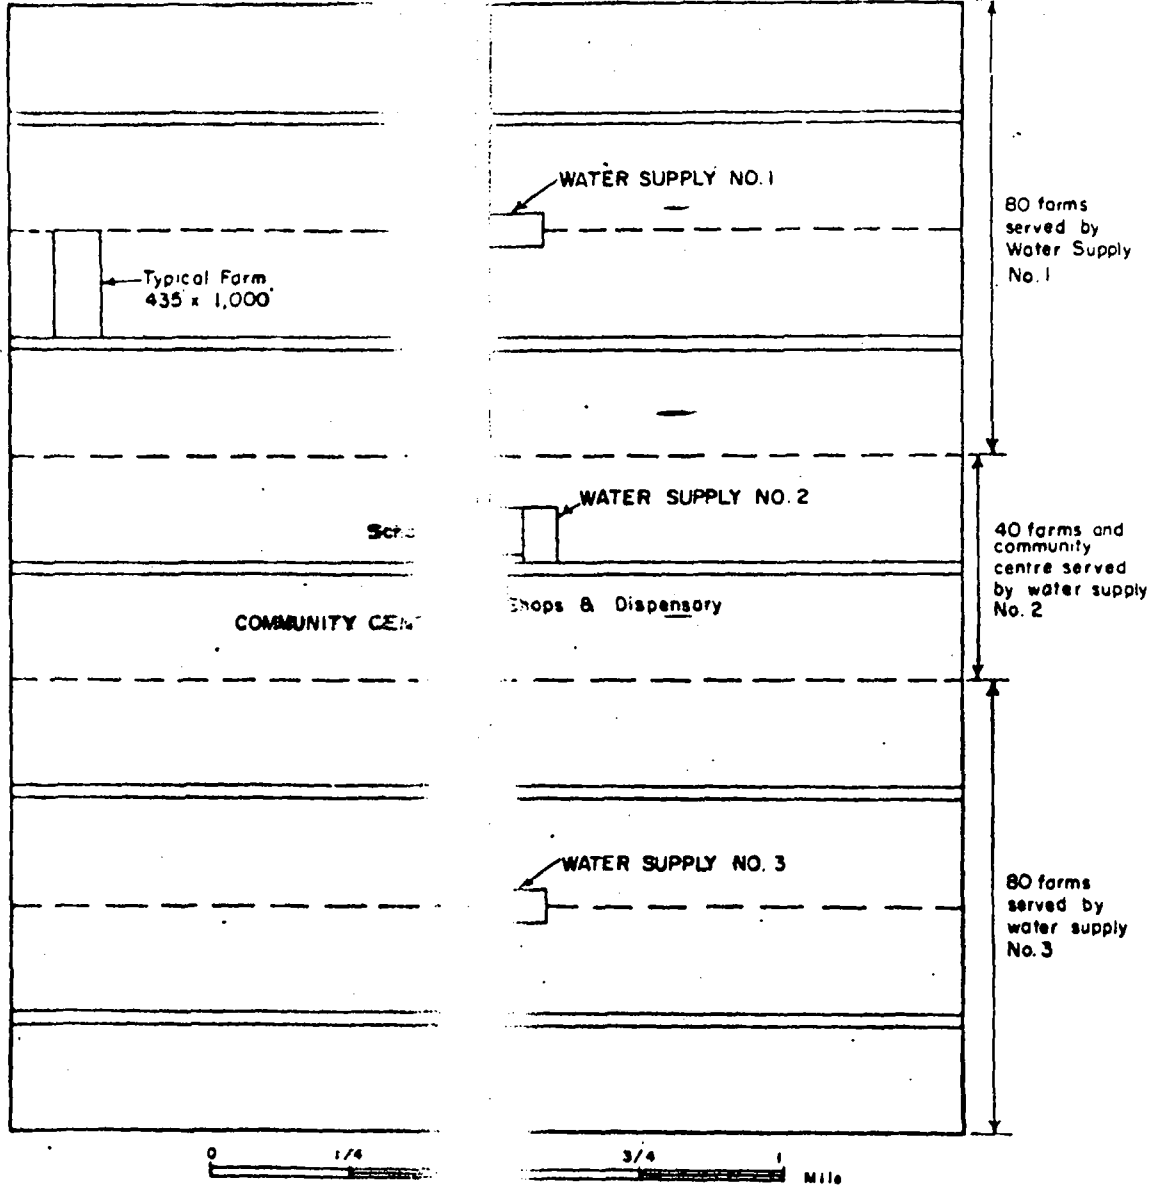 WATER SUPPLY NO. 1
80 farms
served by
Water Supply
No. 1
Typical Farm
435' x 1,000'
WATER SUPPLY NO. 2
40 farms and
community
centre served
by water supply
No. 2
Shops & Dispensary
COMMUNITY
WATER SUPPLY NO. 3
80 farms
served by
water supply
No. 3
0 1/4 3/4 1
Mile